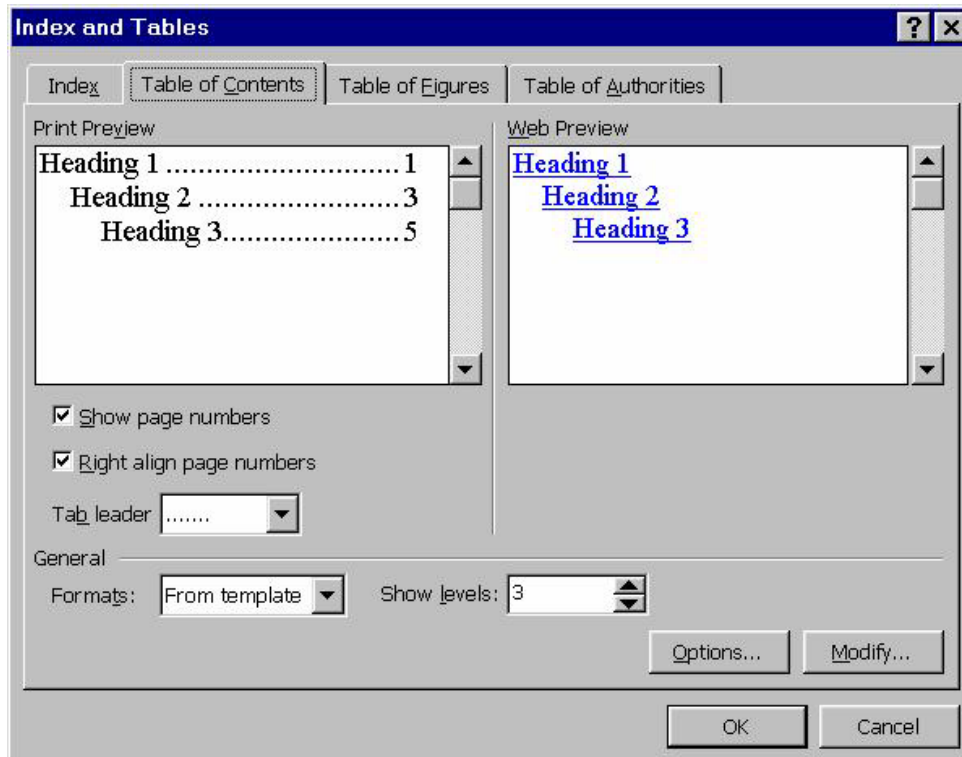 Index and Tables
Index Table of Contents Table of Figures Table of Authorities
Print Preview
Heading 1 ................................ 1
Heading 2 ............................ 3
Heading 3........................ 5
Web Preview
Heading 1
Heading 2
Heading 3
Show page numbers
Right align page numbers
Tab leader .......
General
Formats: From template Show levels: 3
Options... Modify...
OK Cancel